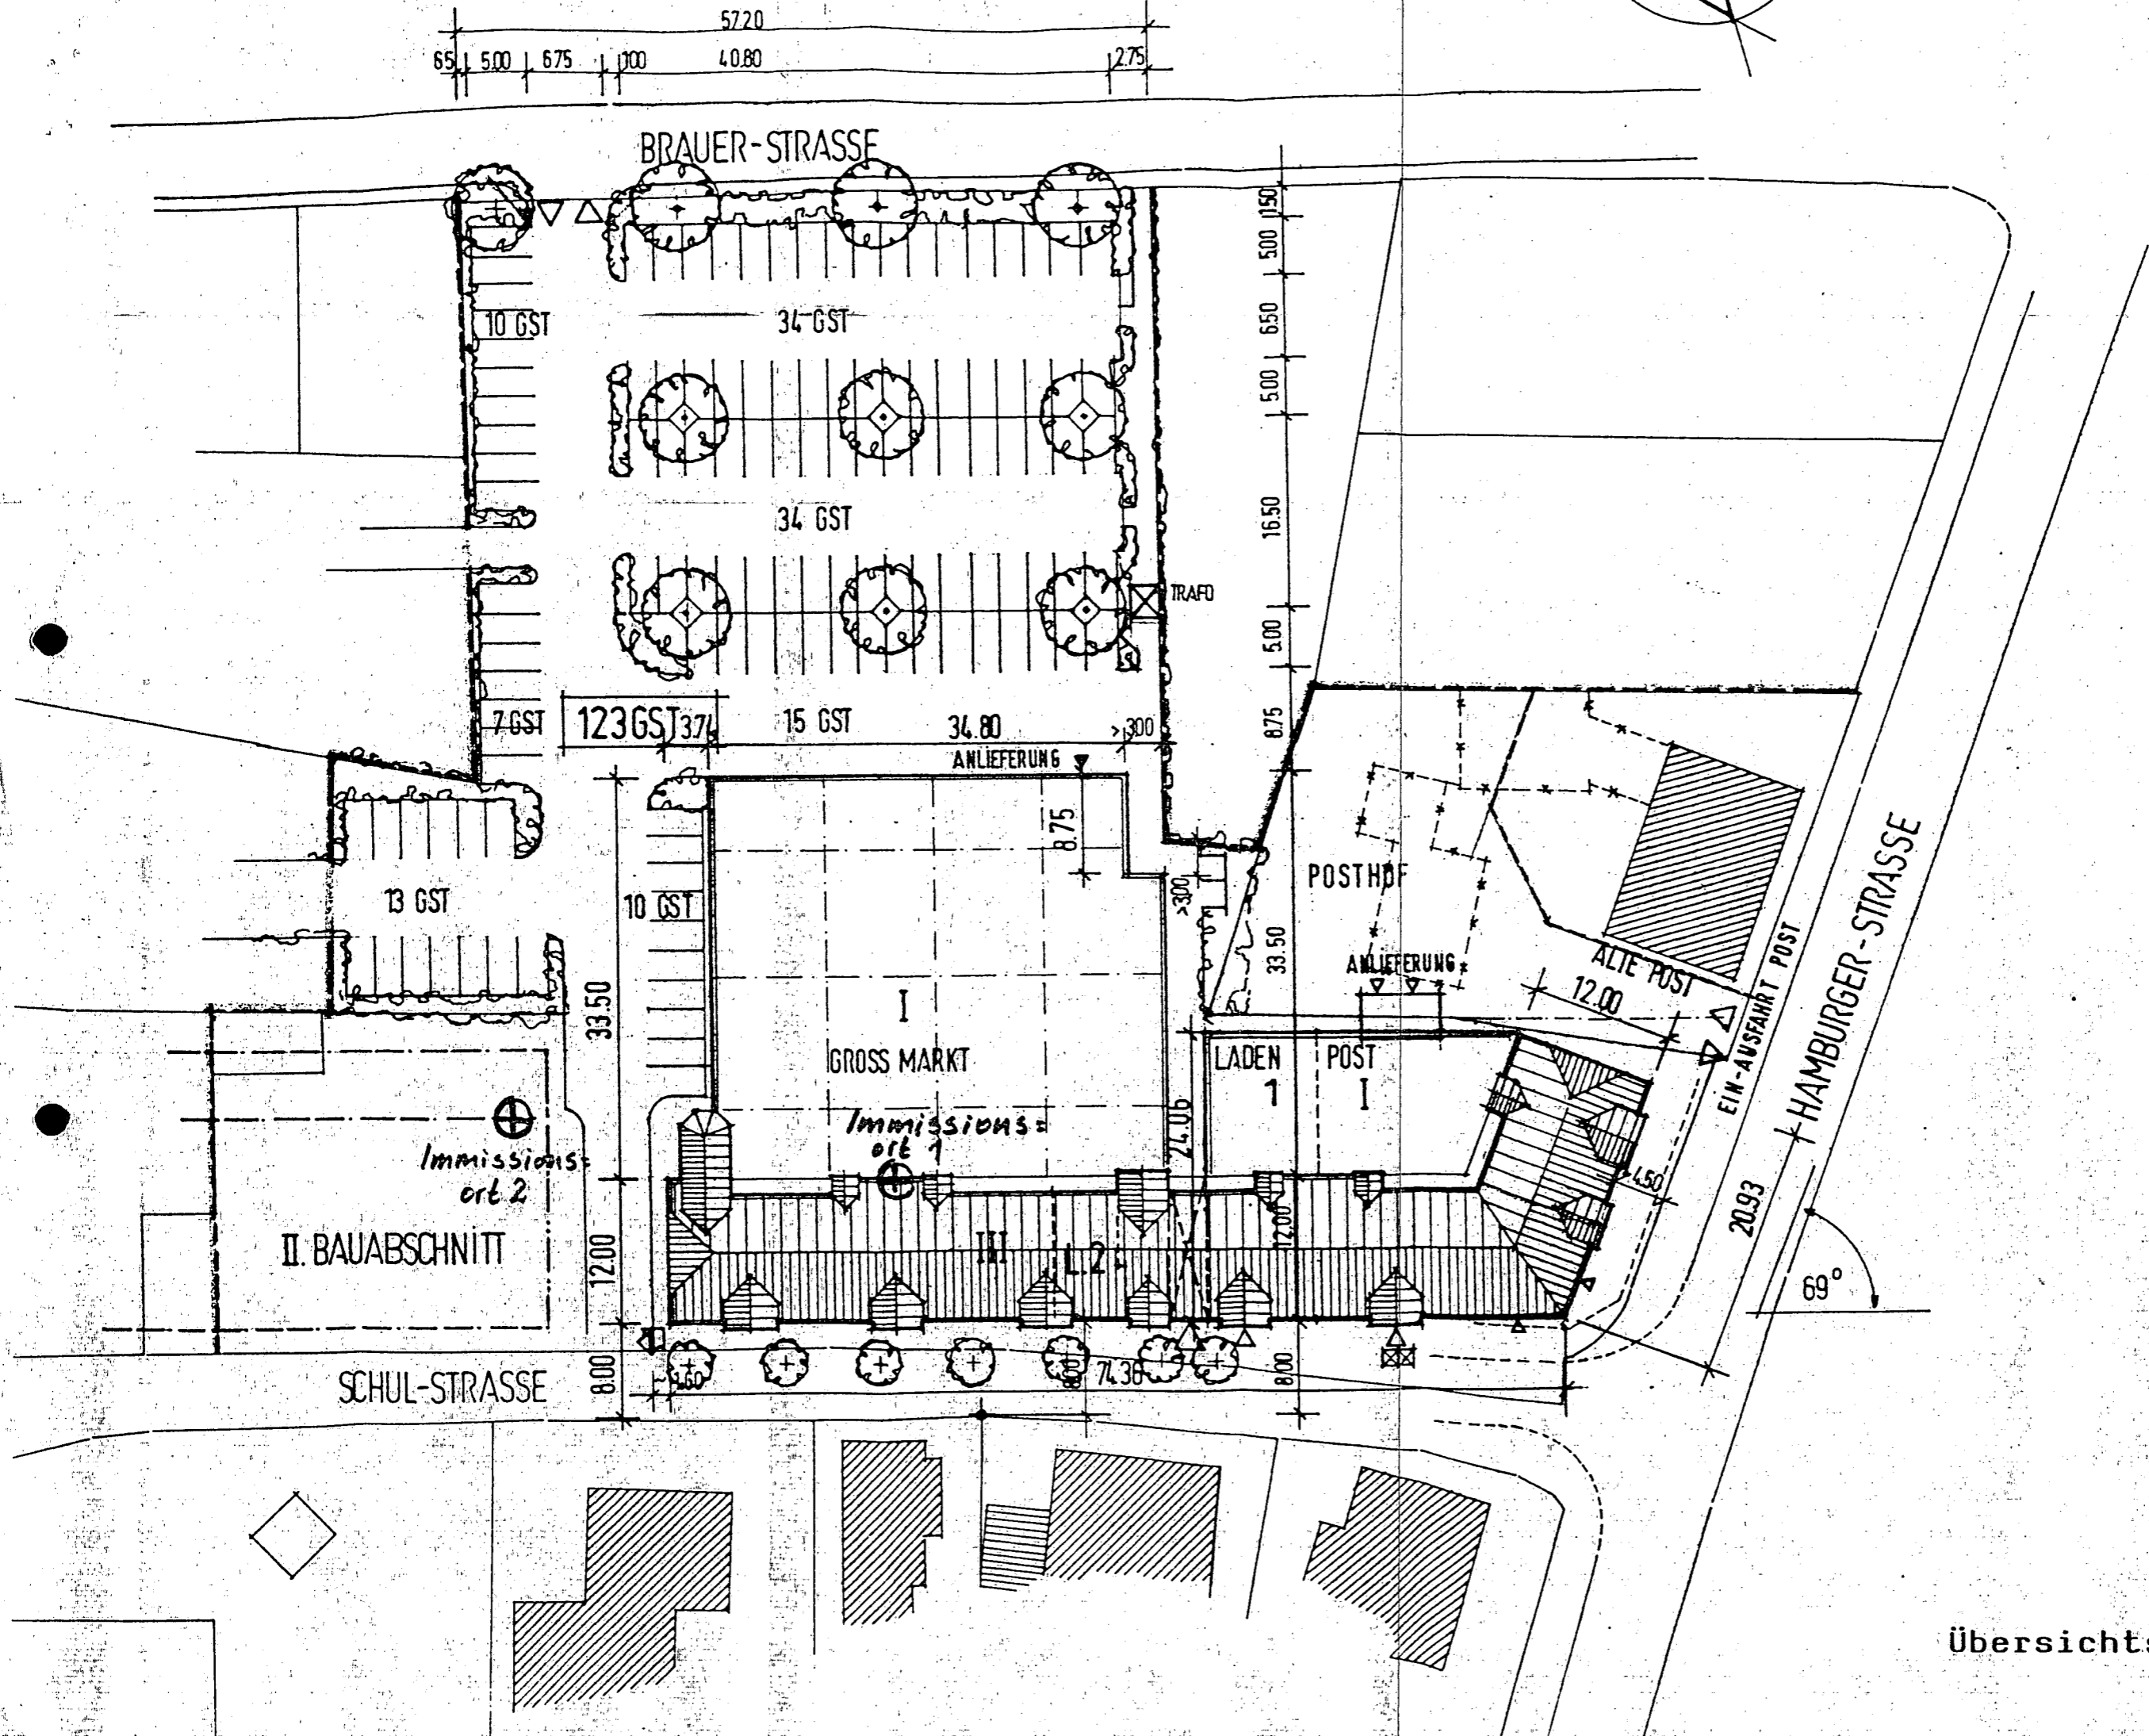 57.20
65 5.00 6.75 1.00 40.80 2.75
BRAUER-STRASSE
1.50
5.00
6.50
5.00
16.50
5.00
8.75
33.50
10 GST
34 GST
34 GST
TRAFO
7 GST
123 GST
3.74
15 GST
34.80
>300
ANLIEFERUNG
8.75
13 GST
10 GST
>300
POSTHOF
ANLIEFERUNG
ALTE POST
12.00
EIN-AUSFAHRT POST
HAMBURGER-STRASSE
33.50
I
GROSS MARKT
LADEN
1
POST
I
24.06
Immissions=
ort 1
Immissions=
ort 2
4.50
20.93
69°
II. BAUABSCHNITT
12.00
III
L.2
12.00
SCHUL-STRASSE
8.00
1.60
8.00
74.36
8.00
Übersichts